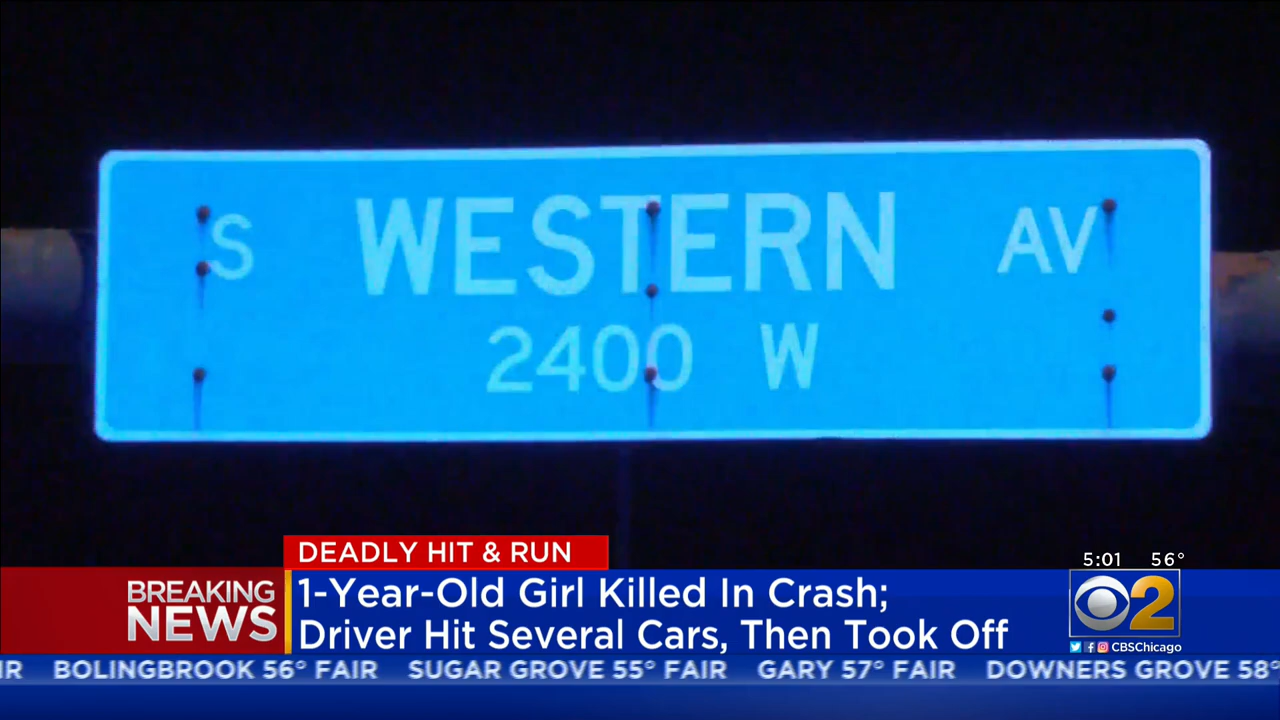 S WESTERN AV
2400 W
DEADLY HIT & RUN
BREAKING NEWS
1-Year-Old Girl Killed In Crash;
Driver Hit Several Cars, Then Took Off
5:01 56°
2
CBSChicago
IR BOLINGBROOK 56° FAIR SUGAR GROVE 55° FAIR GARY 57° FAIR DOWNERS GROVE 58°